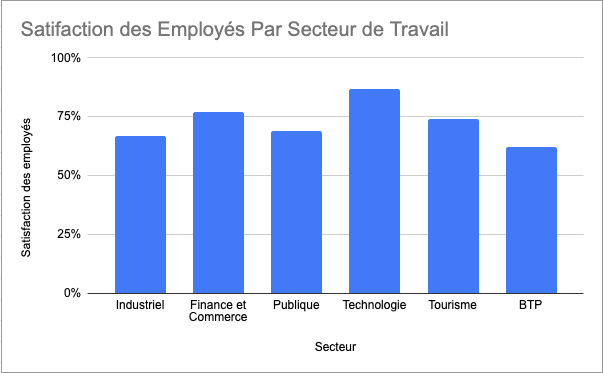 Satifaction des Employés Par Secteur de Travail
100%
75%
50%
25%
0%
Satisfaction des employés
Industriel
Finance et
Commerce
Publique
Technologie
Tourisme
BTP
Secteur